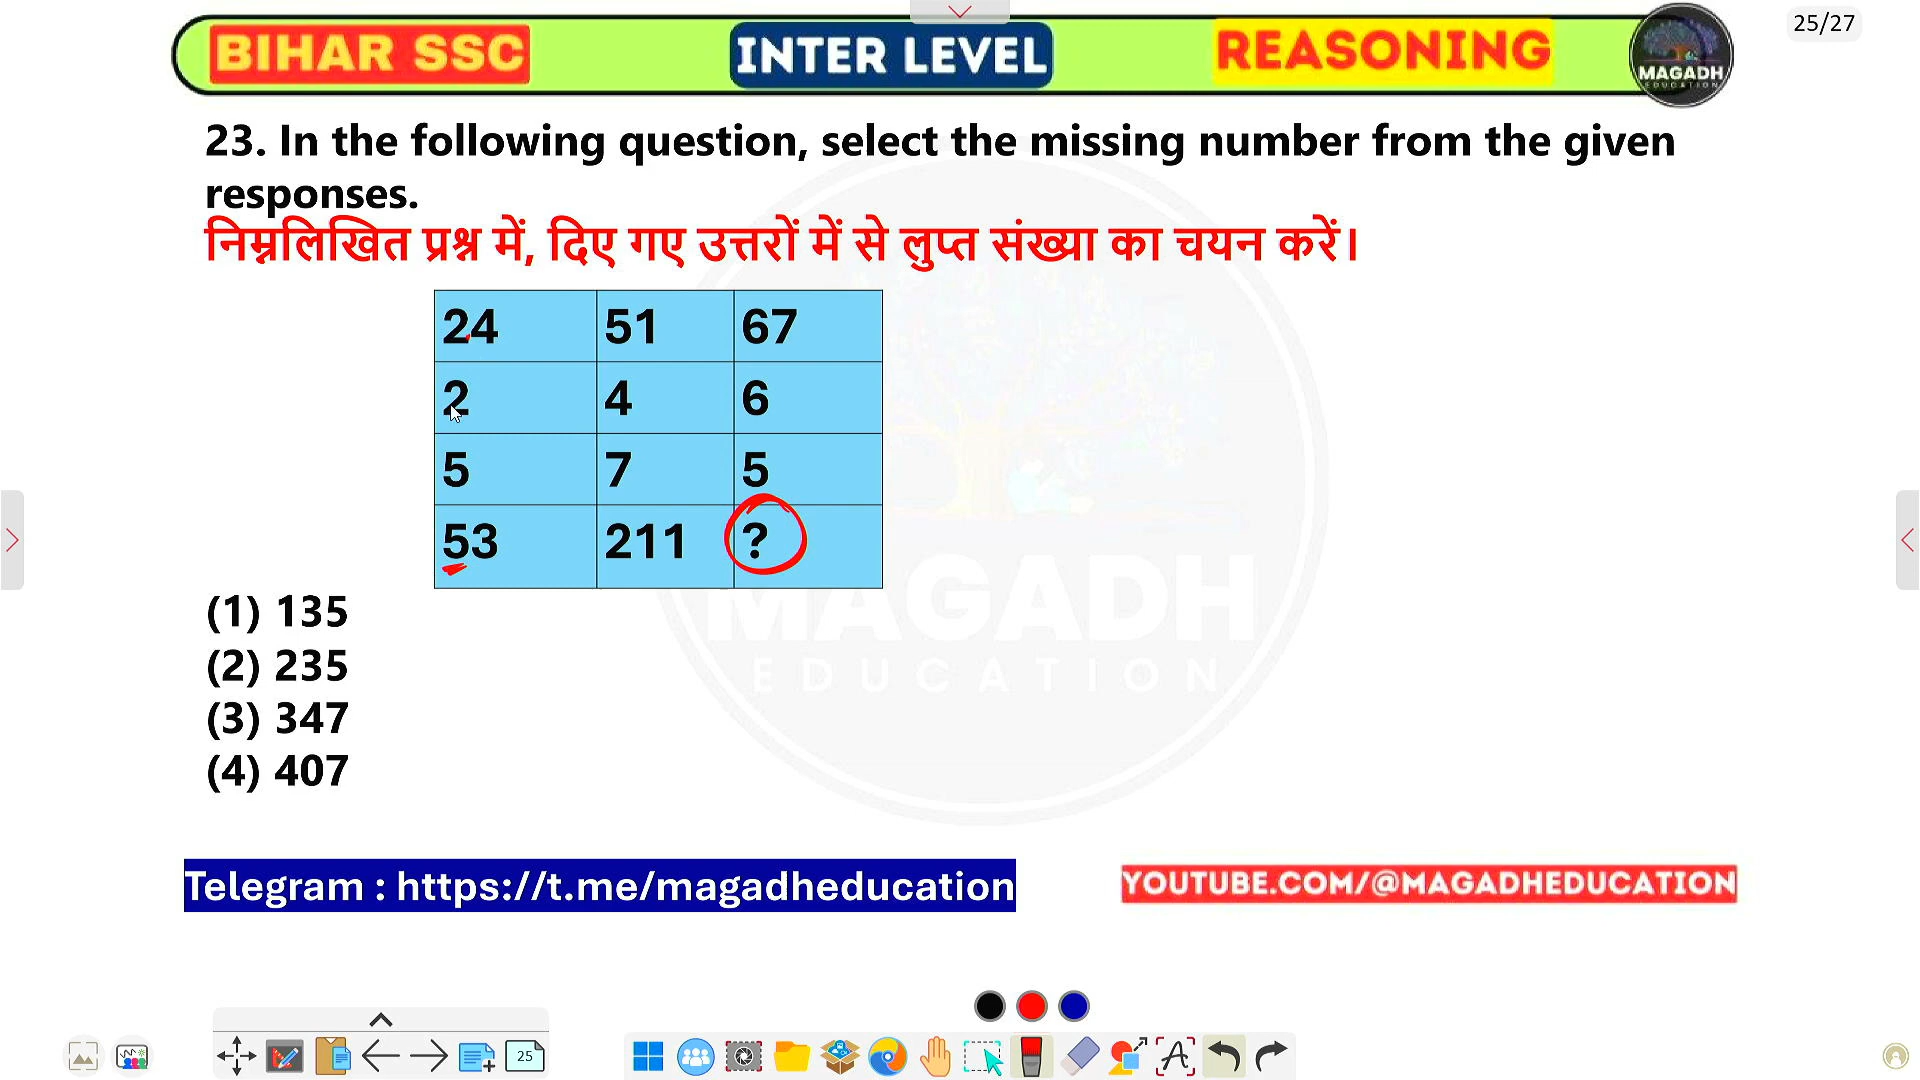 BIHAR SSC INTER LEVEL REASONING
MAGADH
EDUCATION
25/27
23. In the following question, select the missing number from the given
responses.
निम्नलिखित प्रश्न में, दिए गए उत्तरों में से लुप्त संख्या का चयन करें।
24 51 67
2 4 6
5 7 5
53 211 ?
(1) 135
(2) 235
(3) 347
(4) 407
MAGADH
EDUCATION
Telegram : https://t.me/magadheducation
YOUTUBE.COM/@MAGADHEDUCATION
25